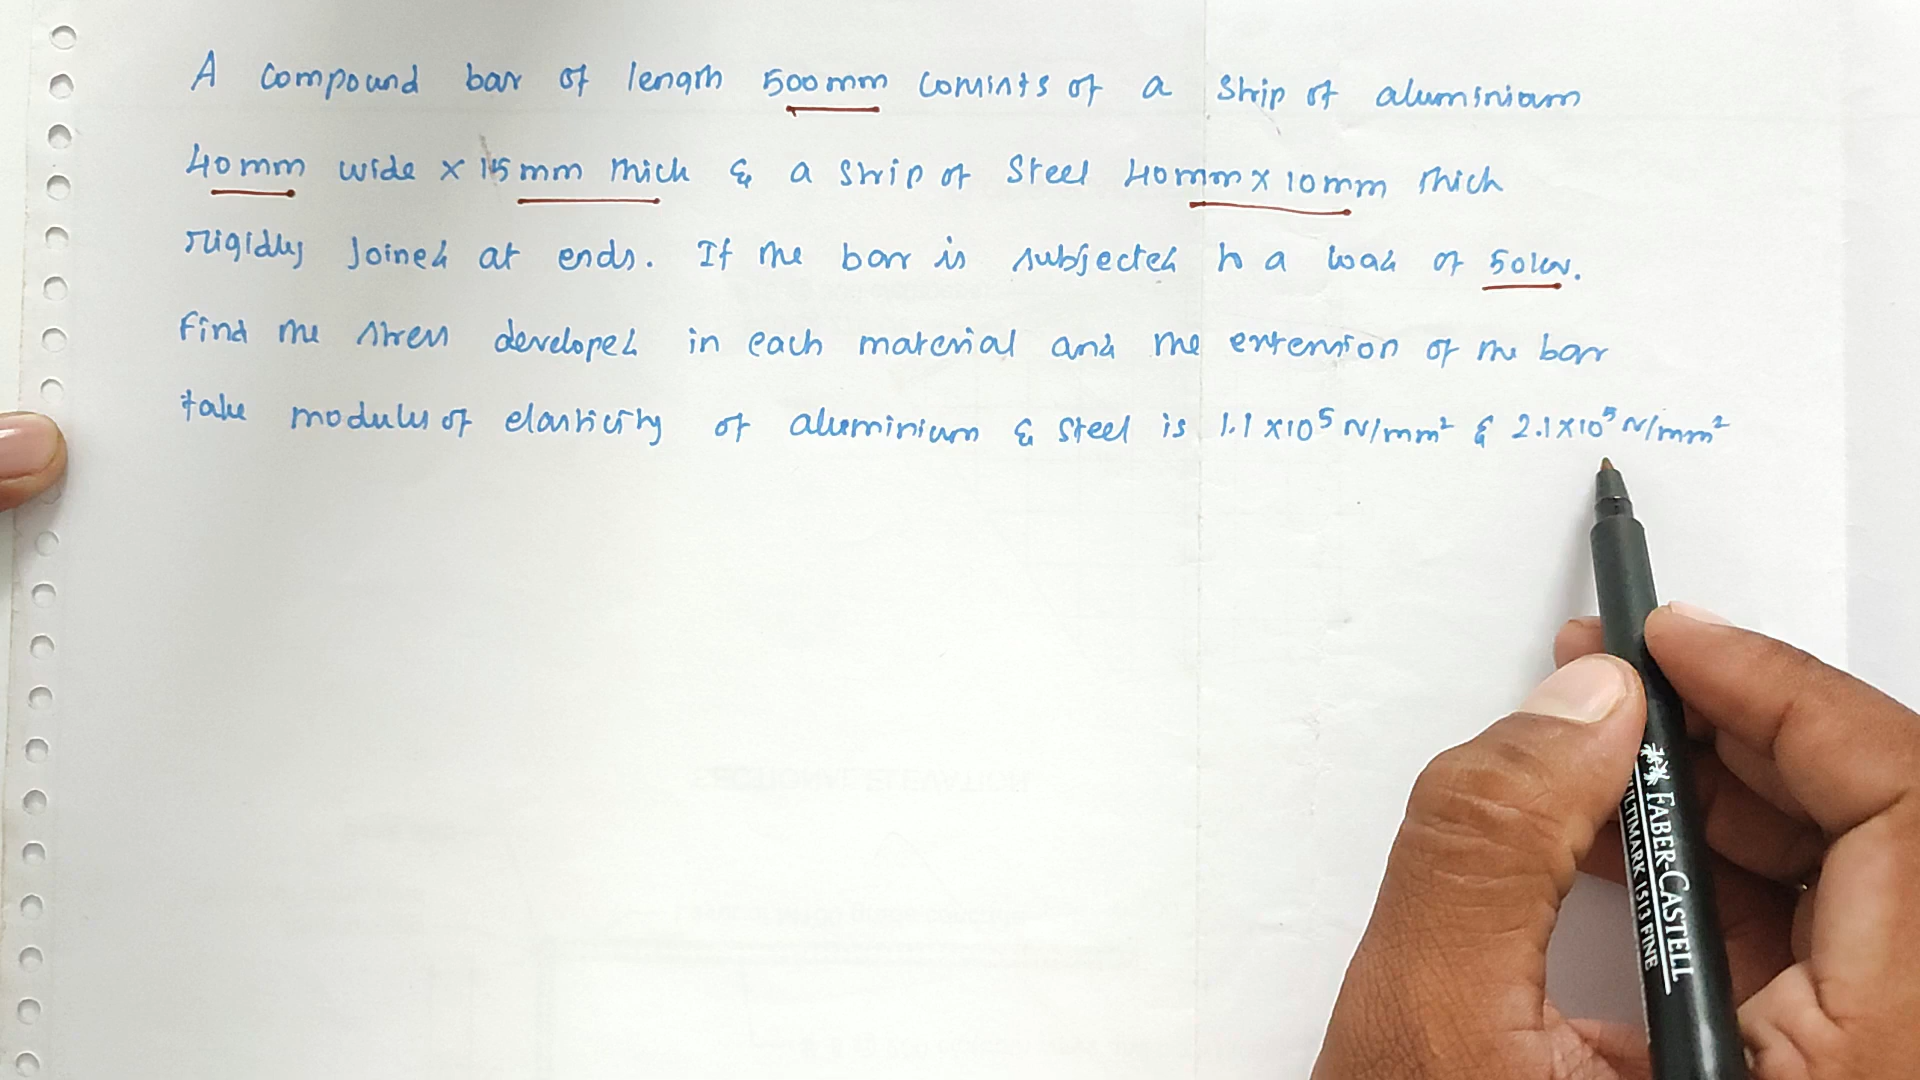 A compound bar of length 500mm consists of a strip of aluminium
40mm wide x 15mm thick & a strip of Steel 40mm x 10mm thick
rigidly Joined at ends. If the bar is subjected to a load of 50kN.
Find the stress developed in each material and the extension of the bar
take modulus of elasticity of aluminium & steel is 1.1 x10⁵ N/mm² & 2.1x10⁵ N/mm²
FABER-CASTELL
MULTIMARK 1513 FINE